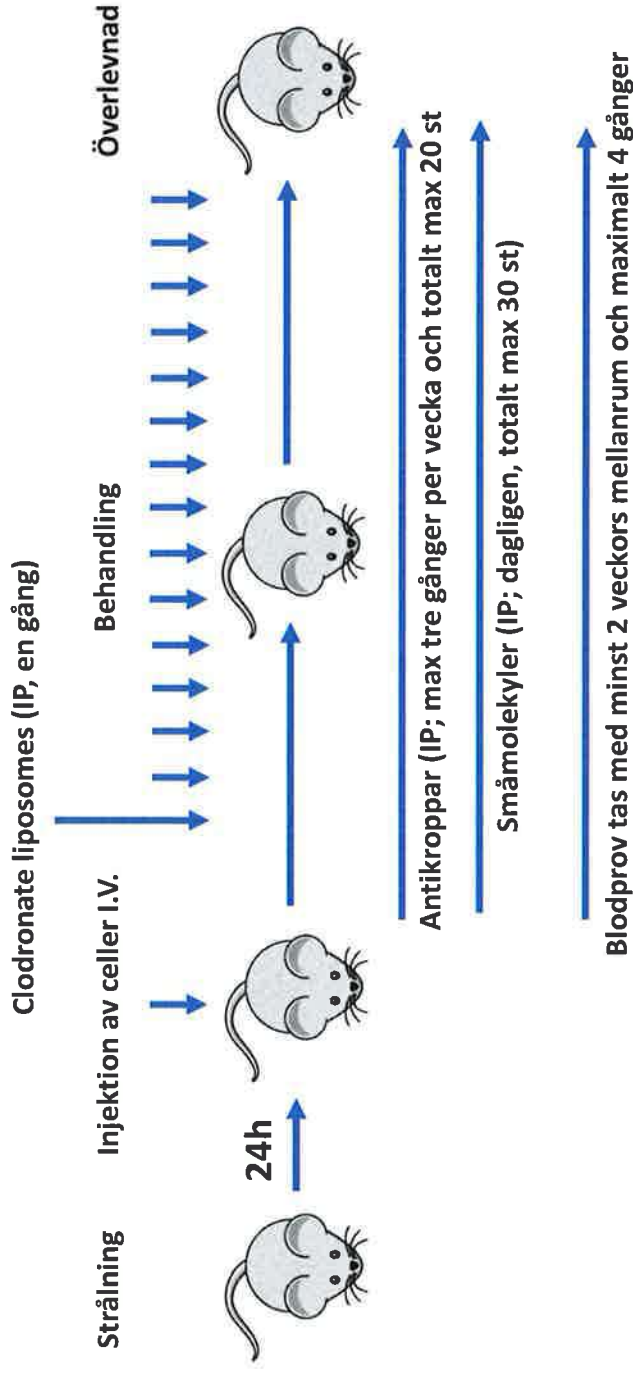 Clodronate liposomes (IP, en gång)
Strålning
Injektion av celler I.V.
Behandling
Överlevnad
24h
Antikroppar (IP; max tre gånger per vecka och totalt max 20 st
Småmolekyler (IP; dagligen, totalt max 30 st)
Blodprov tas med minst 2 veckors mellanrum och maximalt 4 gånger